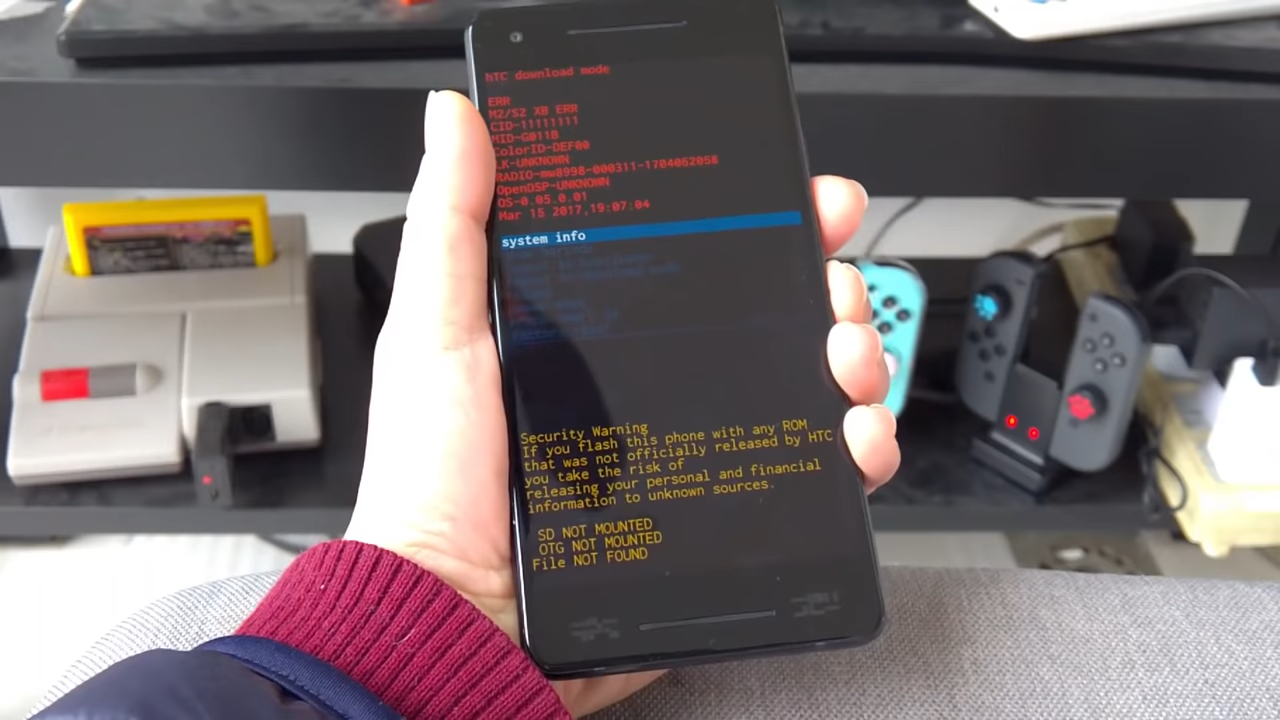 hTC download mode
ERR
M2/S2 XB ERR
CID-11111111
MID-G011B
ColorID-DEF00
LK-UNKNOWN
RADIO-mw8998-000311-1704062058
OpenDSP-UNKNOWN
OS-0.05.0.01
Mar 15 2017,19:07:04
system info
Security Warning
If you flash this phone with any ROM
that was not officially released by HTC
you take the risk of
releasing your personal and financial
information to unknown sources.
SD NOT MOUNTED
OTG NOT MOUNTED
File NOT FOUND